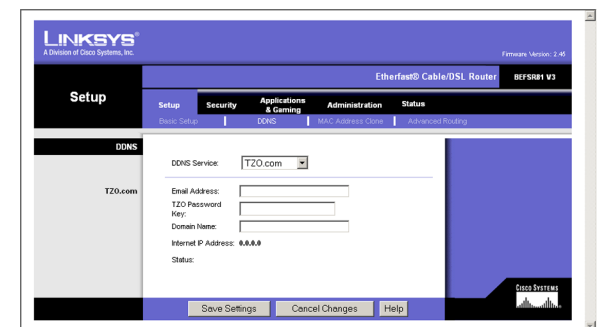 LINKSYS®
A Division of Cisco Systems, Inc.
Firmware Version: 2.46
Etherfast® Cable/DSL Router BEFSR81 V3
Setup
Setup Security Applications & Gaming Administration Status
Basic Setup DDNS MAC Address Clone Advanced Routing
DDNS
DDNS Service: TZO.com
TZO.com
Email Address:
TZO Password Key:
Domain Name:
Internet IP Address: 0.0.0.0
Status:
CISCO SYSTEMS
Save Settings Cancel Changes Help